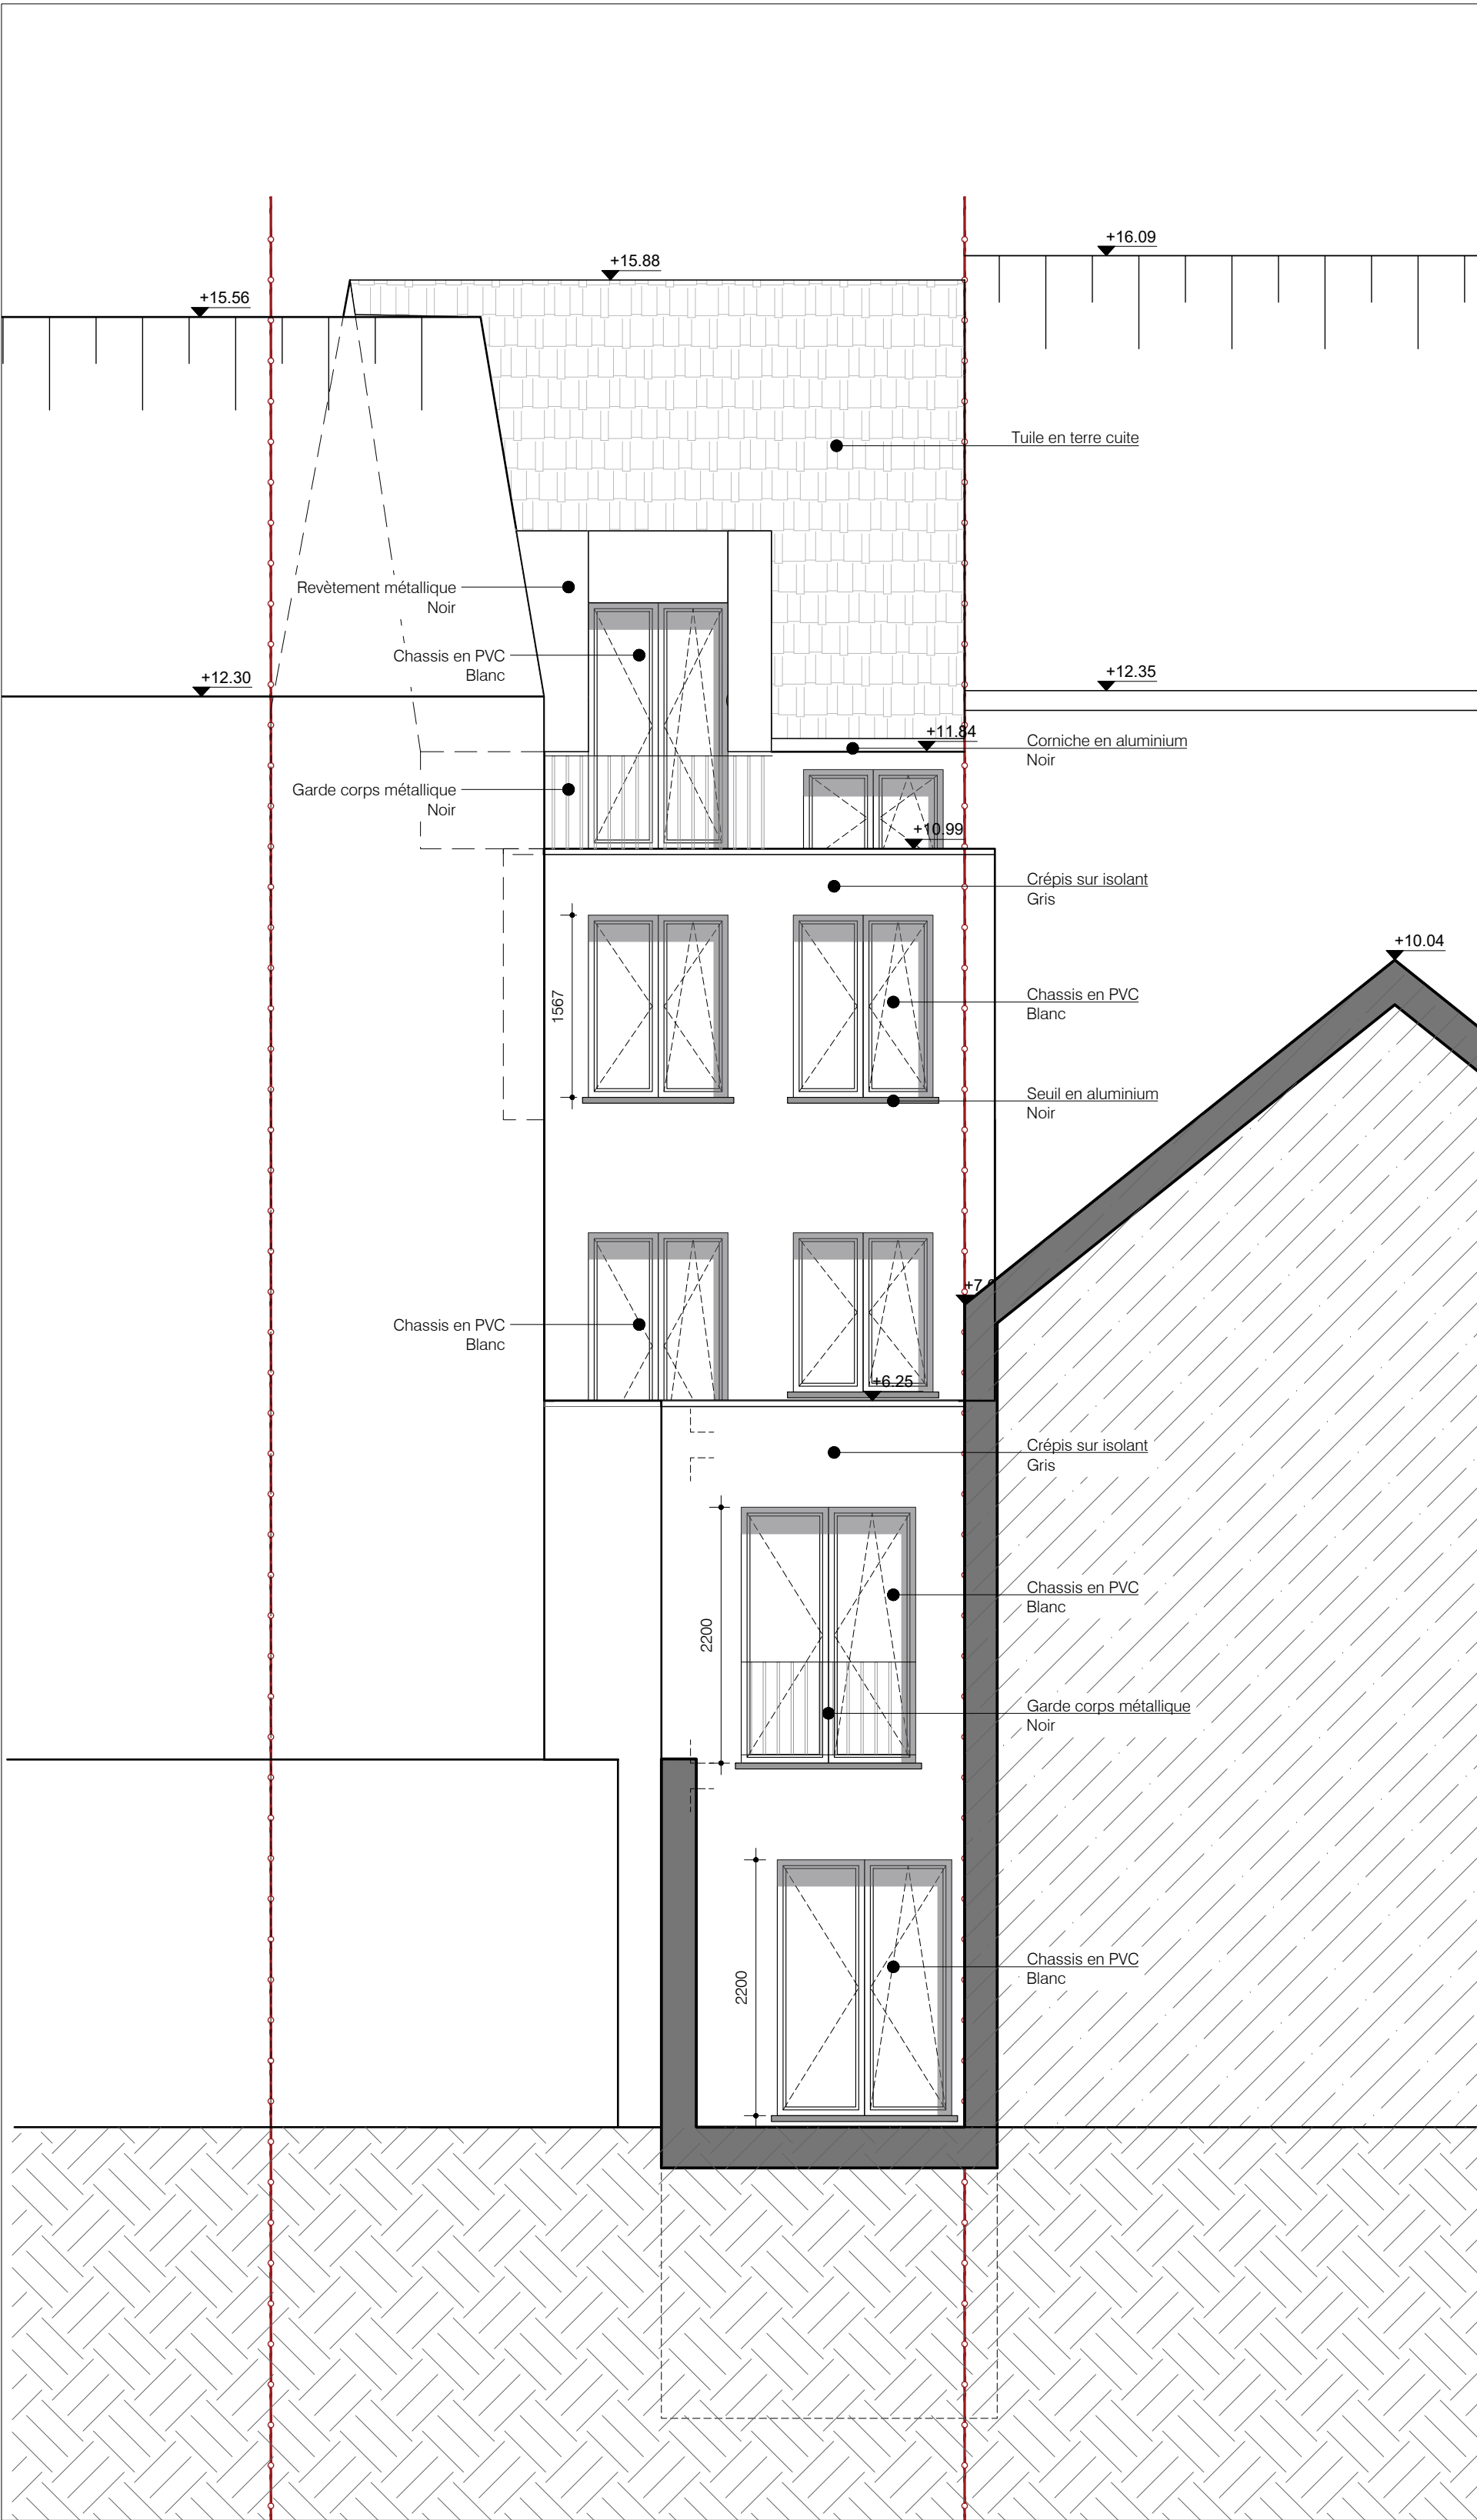 +16.09
+15.88
+15.56
Tuile en terre cuite
Revètement métallique
Noir
Chassis en PVC
Blanc
+12.30
+12.35
+11.84
Corniche en aluminium
Noir
Garde corps métallique
Noir
+10.99
Crépis sur isolant
Gris
+10.04
1567
Chassis en PVC
Blanc
Seuil en aluminium
Noir
Chassis en PVC
Blanc
+6.25
Crépis sur isolant
Gris
2200
Chassis en PVC
Blanc
Garde corps métallique
Noir
2200
Chassis en PVC
Blanc